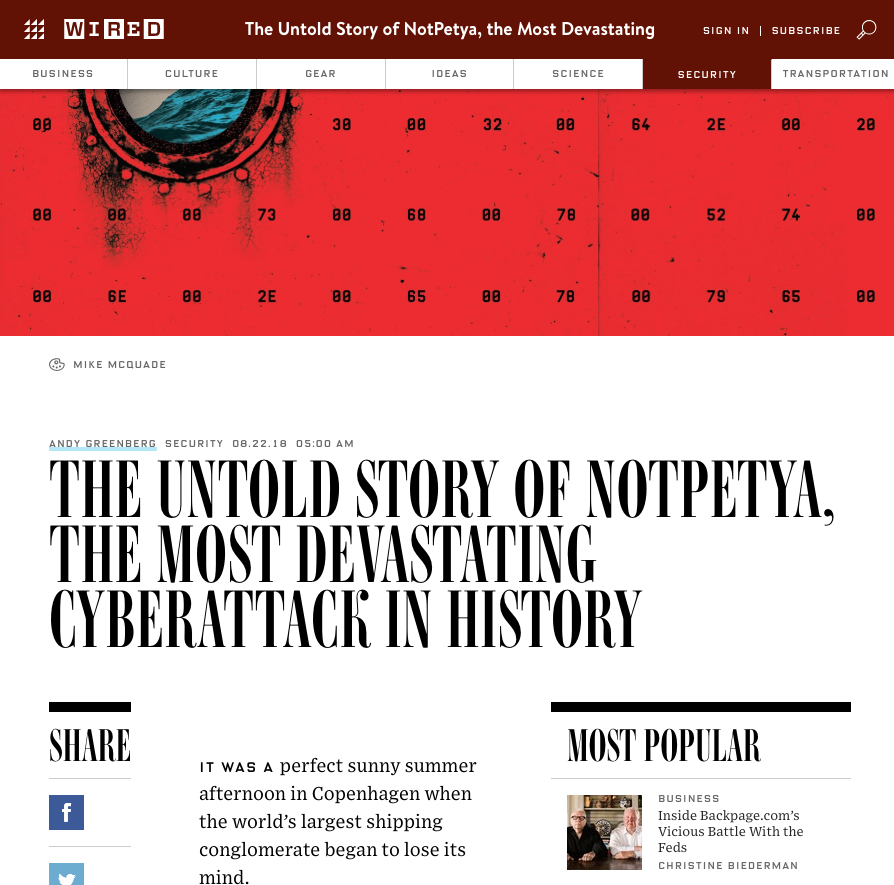 WIRED
The Untold Story of NotPetya, the Most Devastating
SIGN IN | SUBSCRIBE
BUSINESS CULTURE GEAR IDEAS SCIENCE SECURITY TRANSPORTATION
00 30 00 32 00 64 2E 00 20
00 00 00 73 00 68 00 78 00 52 74 00
00 6E 00 2E 00 65 00 78 00 79 65 00
MIKE MCQUADE
ANDY GREENBERG SECURITY 08.22.18 05:00 AM
THE UNTOLD STORY OF NOTPETYA,
THE MOST DEVASTATING
CYBERATTACK IN HISTORY
SHARE
IT WAS A perfect sunny summer
afternoon in Copenhagen when
the world’s largest shipping
conglomerate began to lose its
mind.
MOST POPULAR
BUSINESS
Inside Backpage.com’s
Vicious Battle With the
Feds
CHRISTINE BIEDERMAN